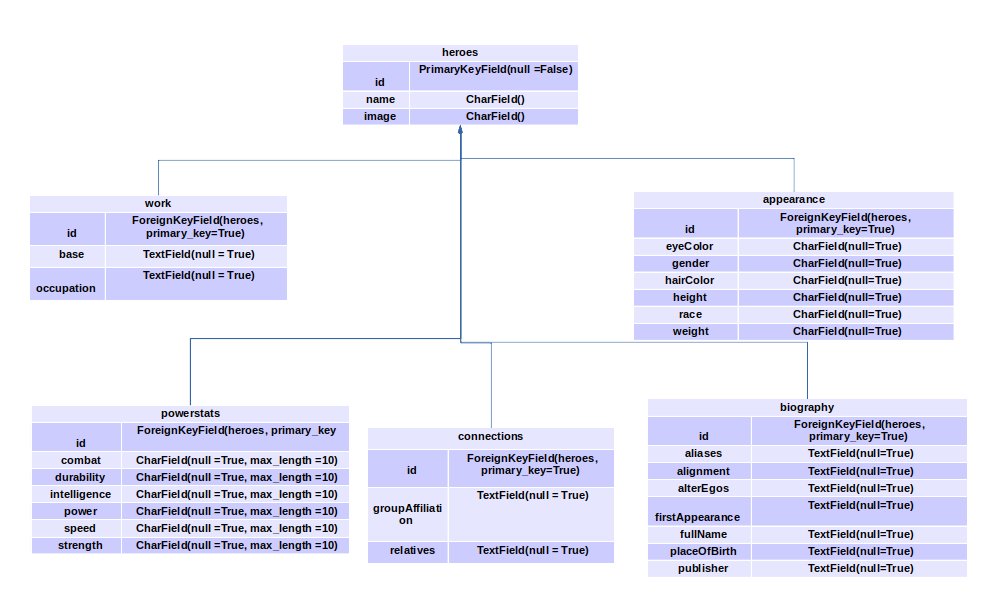 heroes
id PrimaryKeyField(null =False)
name CharField()
image CharField()
work
id ForeignKeyField(heroes,
primary_key=True)
base TextField(null = True)
occupation TextField(null = True)
appearance
id ForeignKeyField(heroes,
primary_key=True)
eyeColor CharField(null=True)
gender CharField(null=True)
hairColor CharField(null=True)
height CharField(null=True)
race CharField(null=True)
weight CharField(null=True)
powerstats
id ForeignKeyField(heroes, primary_key
combat CharField(null =True, max_length =10)
durability CharField(null =True, max_length =10)
intelligence CharField(null =True, max_length =10)
power CharField(null =True, max_length =10)
speed CharField(null =True, max_length =10)
strength CharField(null =True, max_length =10)
connections
id ForeignKeyField(heroes,
primary_key=True)
groupAffiliati TextField(null = True)
on
relatives TextField(null = True)
biography
id ForeignKeyField(heroes,
primary_key=True)
aliases TextField(null=True)
alignment TextField(null=True)
alterEgos TextField(null=True)
firstAppearance TextField(null=True)
fullName TextField(null=True)
placeOfBirth TextField(null=True)
publisher TextField(null=True)